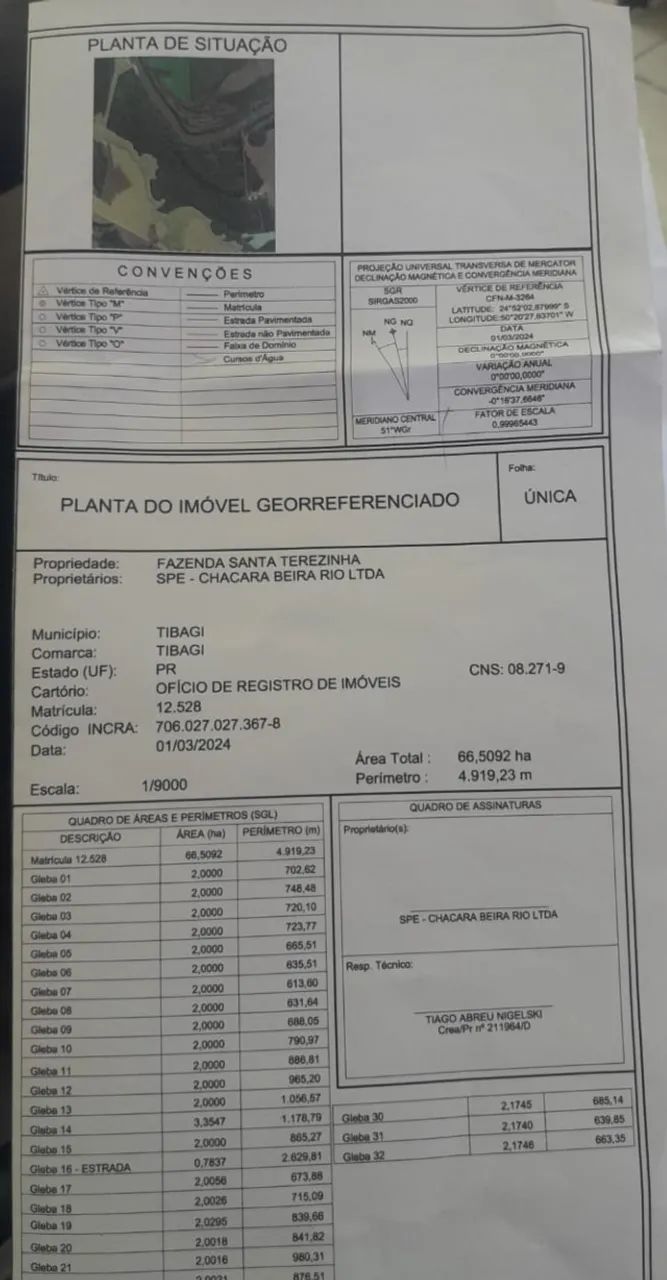 PLANTA DE SITUAÇÃO
CONVENÇÕES
Vértice de Referência Perímetro
Vértice Tipo "M" Matrícula
Vértice Tipo "P" Estrada Pavimentada
Vértice Tipo "V" Estrada não Pavimentada
Vértice Tipo "O" Faixa de Domínio
Cursos d'Água
PROJEÇÃO UNIVERSAL TRANSVERSA DE MERCATOR
DECLINAÇÃO MAGNÉTICA E CONVERGÊNCIA MERIDIANA
SGR
SIRGAS2000
NM NG NQ
MERIDIANO CENTRAL
51°WGr
VÉRTICE DE REFERÊNCIA
CFN-M-3264
LATITUDE: 24°52'02,87999" S
LONGITUDE: 50°20'27,83701" W
DATA
01/03/2024
DECLINAÇÃO MAGNÉTICA
0°00'00,0000"
VARIAÇÃO ANUAL
0°00'00,0000"
CONVERGÊNCIA MERIDIANA
-0°16'37,6646"
FATOR DE ESCALA
0,99965443
Título:
PLANTA DO IMÓVEL GEORREFERENCIADO
Folha:
ÚNICA
Propriedade: FAZENDA SANTA TEREZINHA
Proprietários: SPE - CHACARA BEIRA RIO LTDA
Município: TIBAGI
Comarca: TIBAGI
Estado (UF): PR CNS: 08.271-9
Cartório: OFÍCIO DE REGISTRO DE IMÓVEIS
Matrícula: 12.528
Código INCRA: 706.027.027.367-8
Data: 01/03/2024
Área Total : 66,5092 ha
Perímetro : 4.919,23 m
Escala: 1/9000
QUADRO DE ÁREAS E PERÍMETROS (SGL)
DESCRIÇÃO ÁREA (ha) PERÍMETRO (m)
Matrícula 12.528 66,5092 4.919,23
Gleba 01 2,0000 702,62
Gleba 02 2,0000 748,48
Gleba 03 2,0000 720,10
Gleba 04 2,0000 723,77
Gleba 05 2,0000 665,51
Gleba 06 2,0000 635,51
Gleba 07 2,0000 613,60
Gleba 08 2,0000 631,64
Gleba 09 2,0000 688,05
Gleba 10 2,0000 790,97
Gleba 11 2,0000 886,81
Gleba 12 2,0000 965,20
Gleba 13 2,0000 1.056,57
Gleba 14 3,3547 1.178,79
Gleba 15 2,0000 865,27
Gleba 16 - ESTRADA 0,7837 2.629,81
Gleba 17 2,0056 673,88
Gleba 18 2,0026 715,09
Gleba 19 2,0295 839,66
Gleba 20 2,0018 841,82
Gleba 21 2,0016 980,31
2,0021 876,51
QUADRO DE ASSINATURAS
Proprietário(s):
SPE - CHACARA BEIRA RIO LTDA
Resp. Técnico:
TIAGO ABREU NIGELSKI
Crea/Pr nº 211964/D
Gleba 30 2,1745 685,14
Gleba 31 2,1740 639,85
Gleba 32 2,1746 663,35